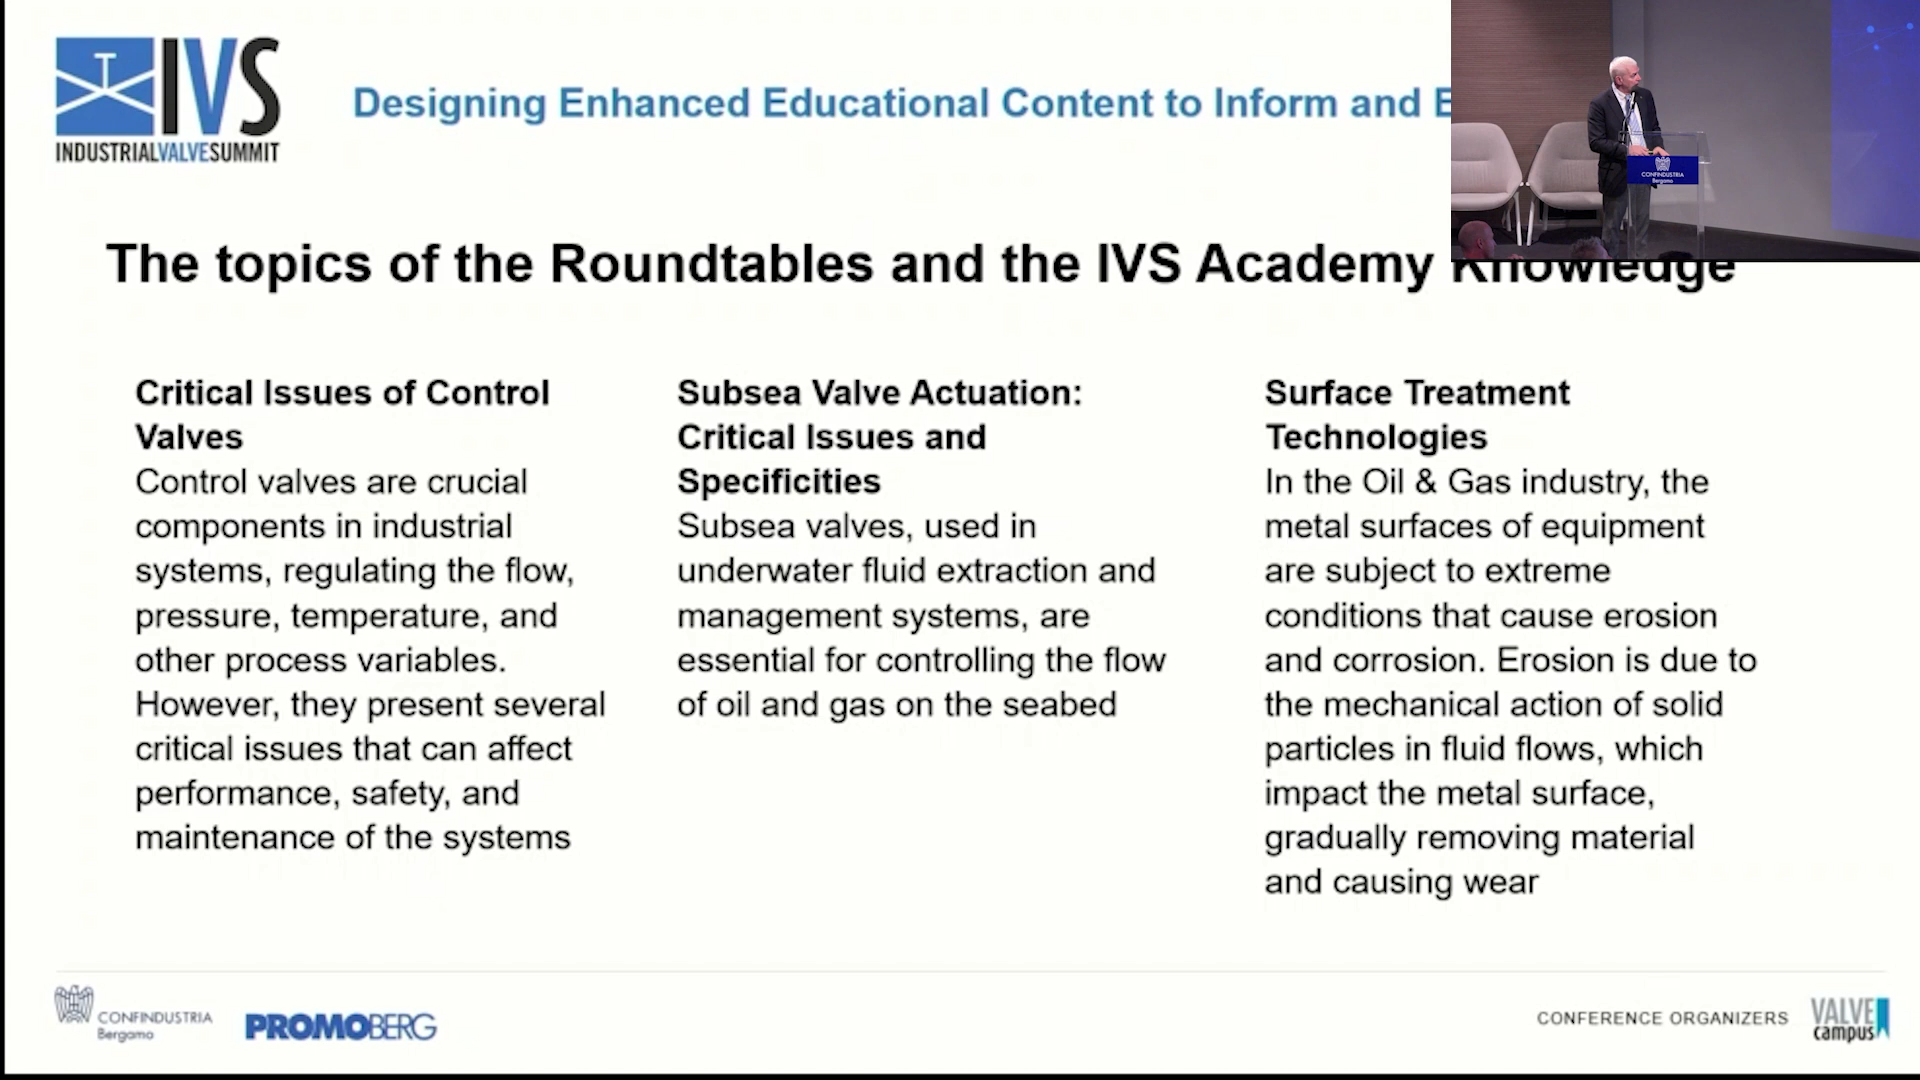 IVS
INDUSTRIALVALVESUMMIT
Designing Enhanced Educational Content to Inform and
CONFINDUSTRIA
Bergamo
The topics of the Roundtables and the IVS Academy Knowledge
Critical Issues of Control
Valves
Control valves are crucial
components in industrial
systems, regulating the flow,
pressure, temperature, and
other process variables.
However, they present several
critical issues that can affect
performance, safety, and
maintenance of the systems
Subsea Valve Actuation:
Critical Issues and
Specificities
Subsea valves, used in
underwater fluid extraction and
management systems, are
essential for controlling the flow
of oil and gas on the seabed
Surface Treatment
Technologies
In the Oil & Gas industry, the
metal surfaces of equipment
are subject to extreme
conditions that cause erosion
and corrosion. Erosion is due to
the mechanical action of solid
particles in fluid flows, which
impact the metal surface,
gradually removing material
and causing wear
CONFINDUSTRIA
Bergamo
PROMOBERG
CONFERENCE ORGANIZERS
VALVE
campus